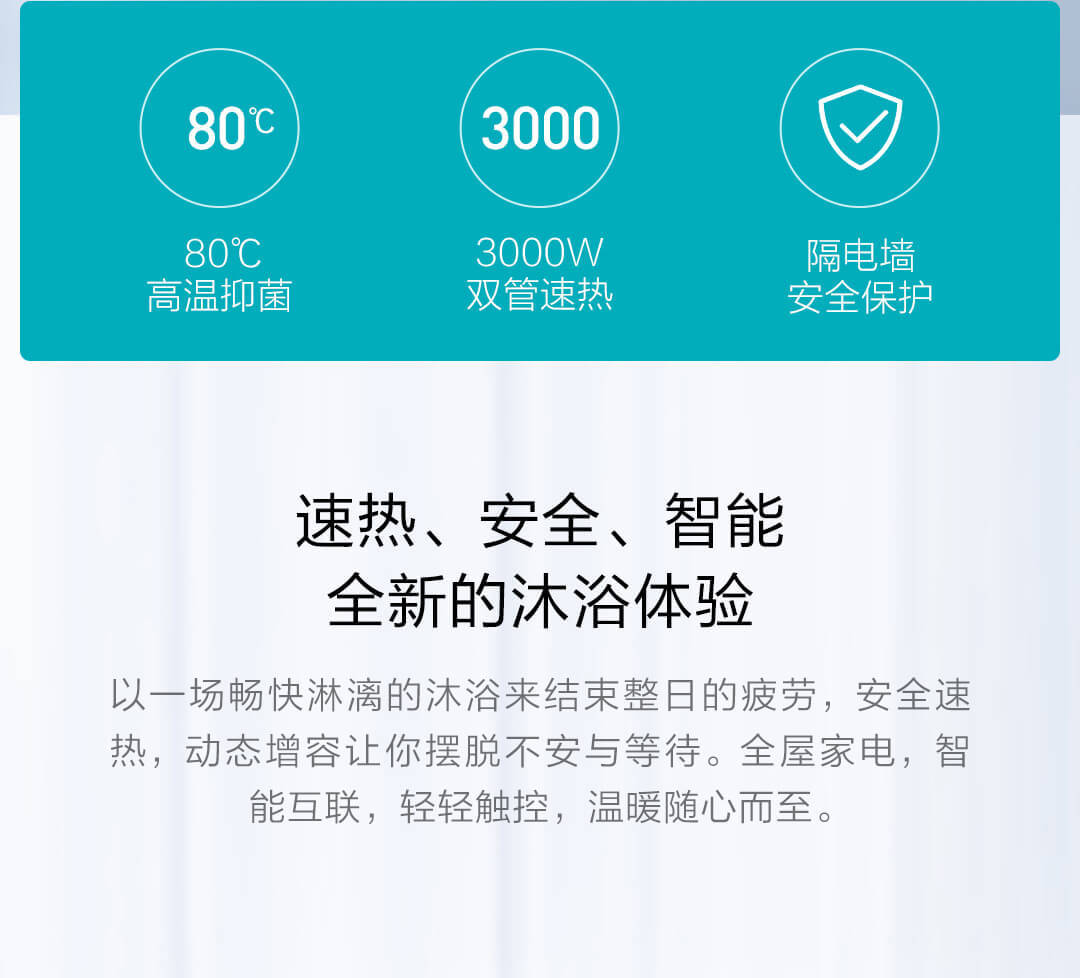 80℃ 3000
80℃ 3000W 隔电墙
高温抑菌 双管速热 安全保护
速热、安全、智能
全新的沐浴体验
以一场畅快淋漓的沐浴来结束整日的疲劳，安全速
热，动态增容让你摆脱不安与等待。全屋家电，智
能互联，轻轻触控，温暖随心而至。